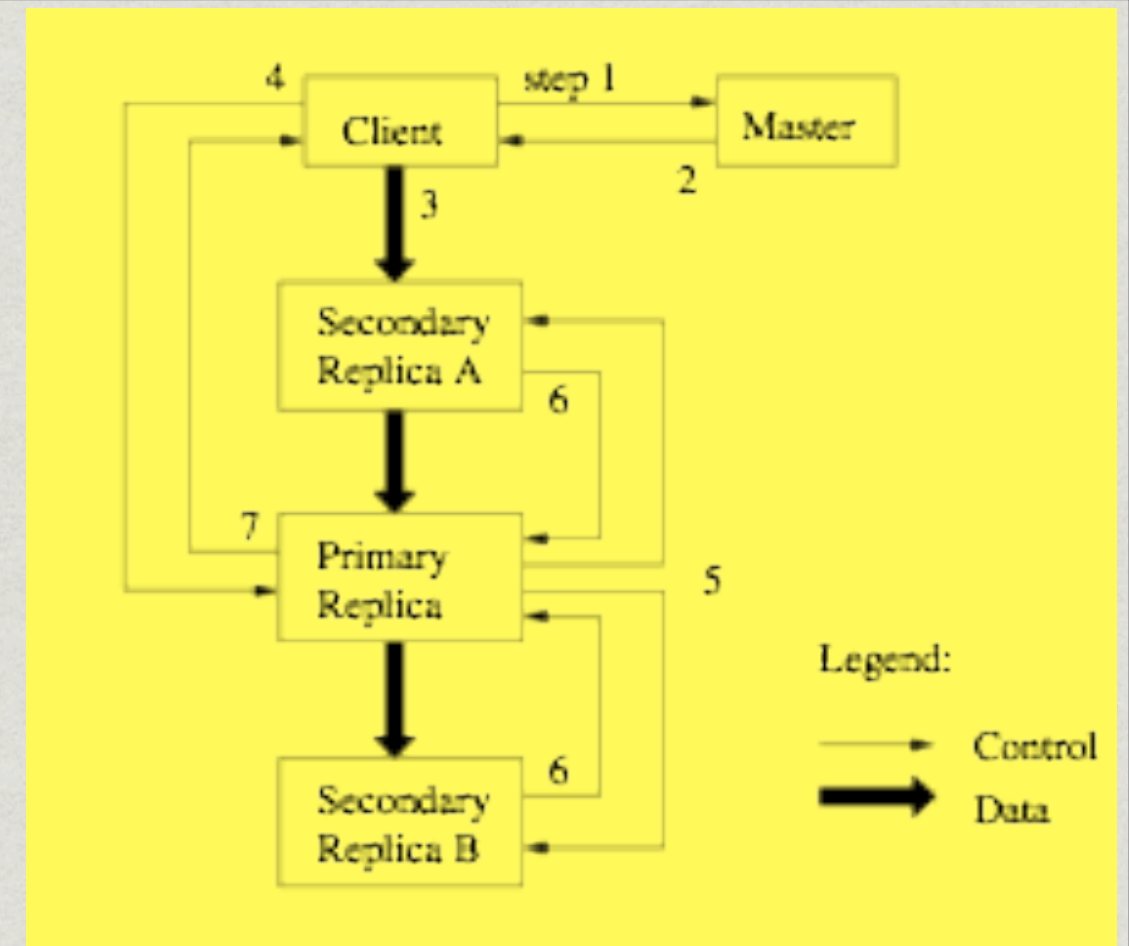 4
step 1
Client
Master
2
3
Secondary
Replica A
6
7
Primary
Replica
5
Legend:
Control
6
Secondary
Replica B
Data